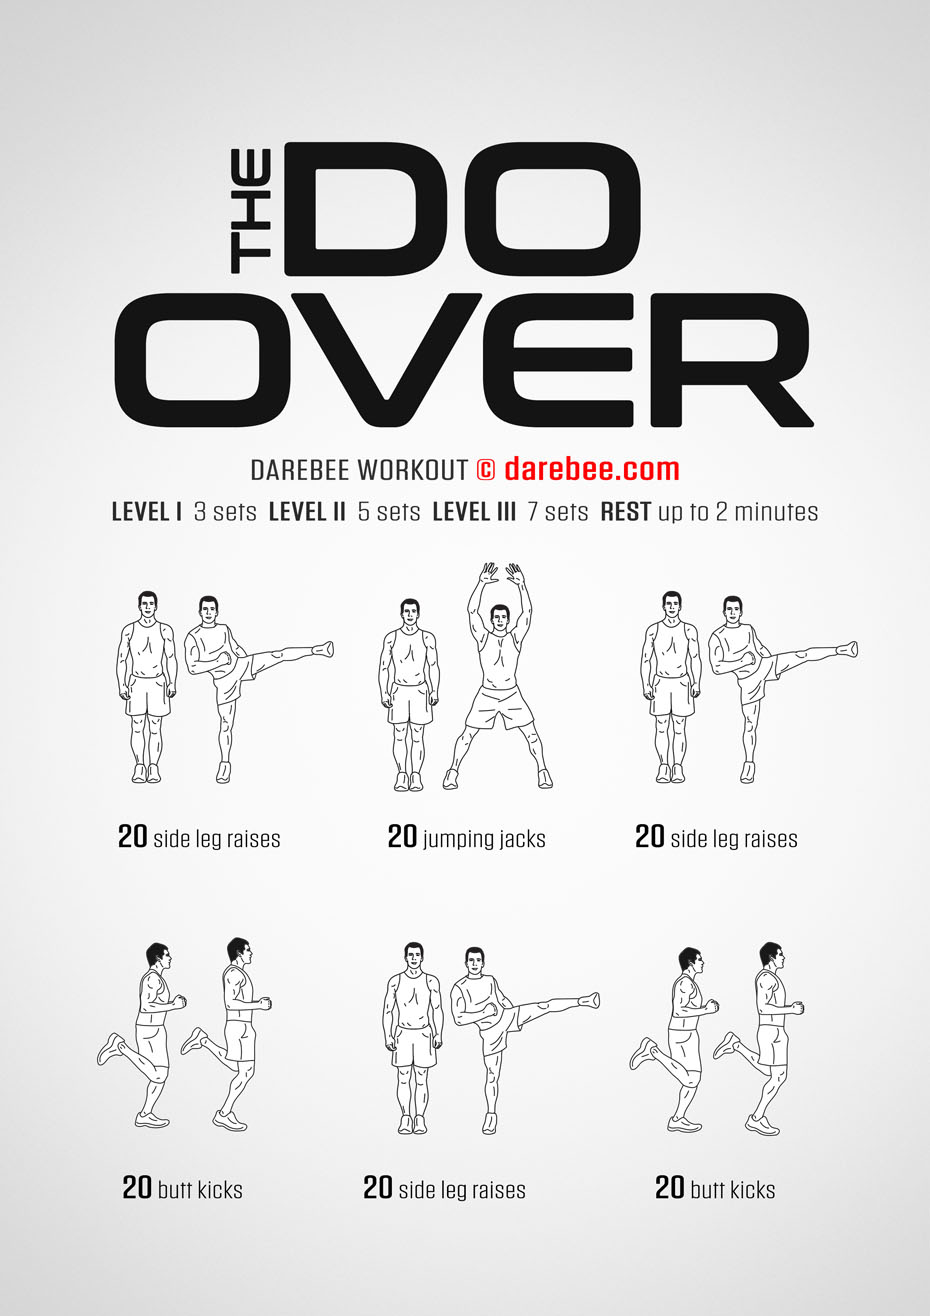 THE DO
OVER
DAREBEE WORKOUT © darebee.com
LEVEL I 3 sets LEVEL II 5 sets LEVEL III 7 sets REST up to 2 minutes
20 side leg raises
20 jumping jacks
20 side leg raises
20 butt kicks
20 side leg raises
20 butt kicks